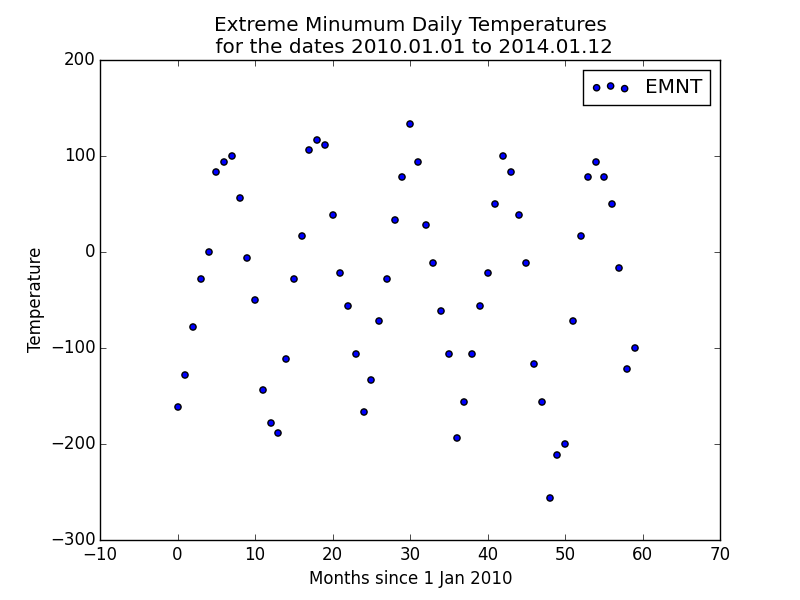 Extreme Minumum Daily Temperatures
for the dates 2010.01.01 to 2014.01.12
200
100
0
−100
−200
−300
Temperature
EMNT
−10 0 10 20 30 40 50 60 70
Months since 1 Jan 2010